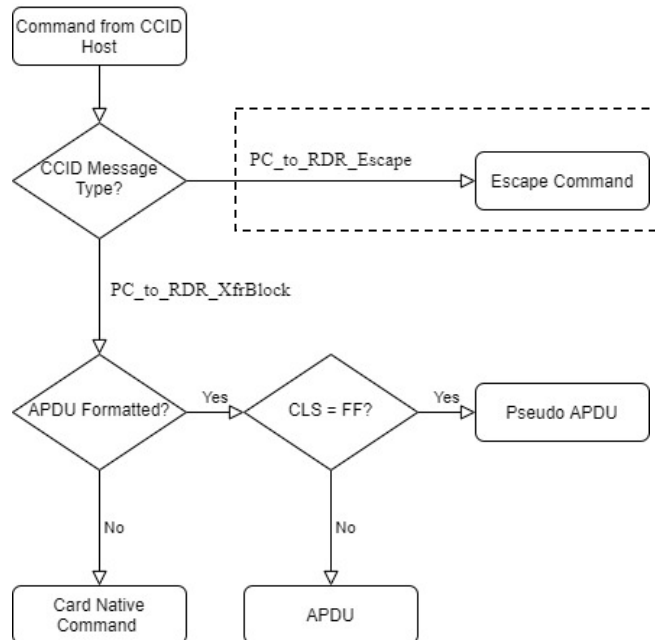 Command from CCID
Host
CCID Message
Type?
PC_to_RDR_Escape
Escape Command
PC_to_RDR_XfrBlock
APDU Formatted?
Yes
CLS = FF?
Yes
Pseudo APDU
No
No
Card Native
Command
APDU